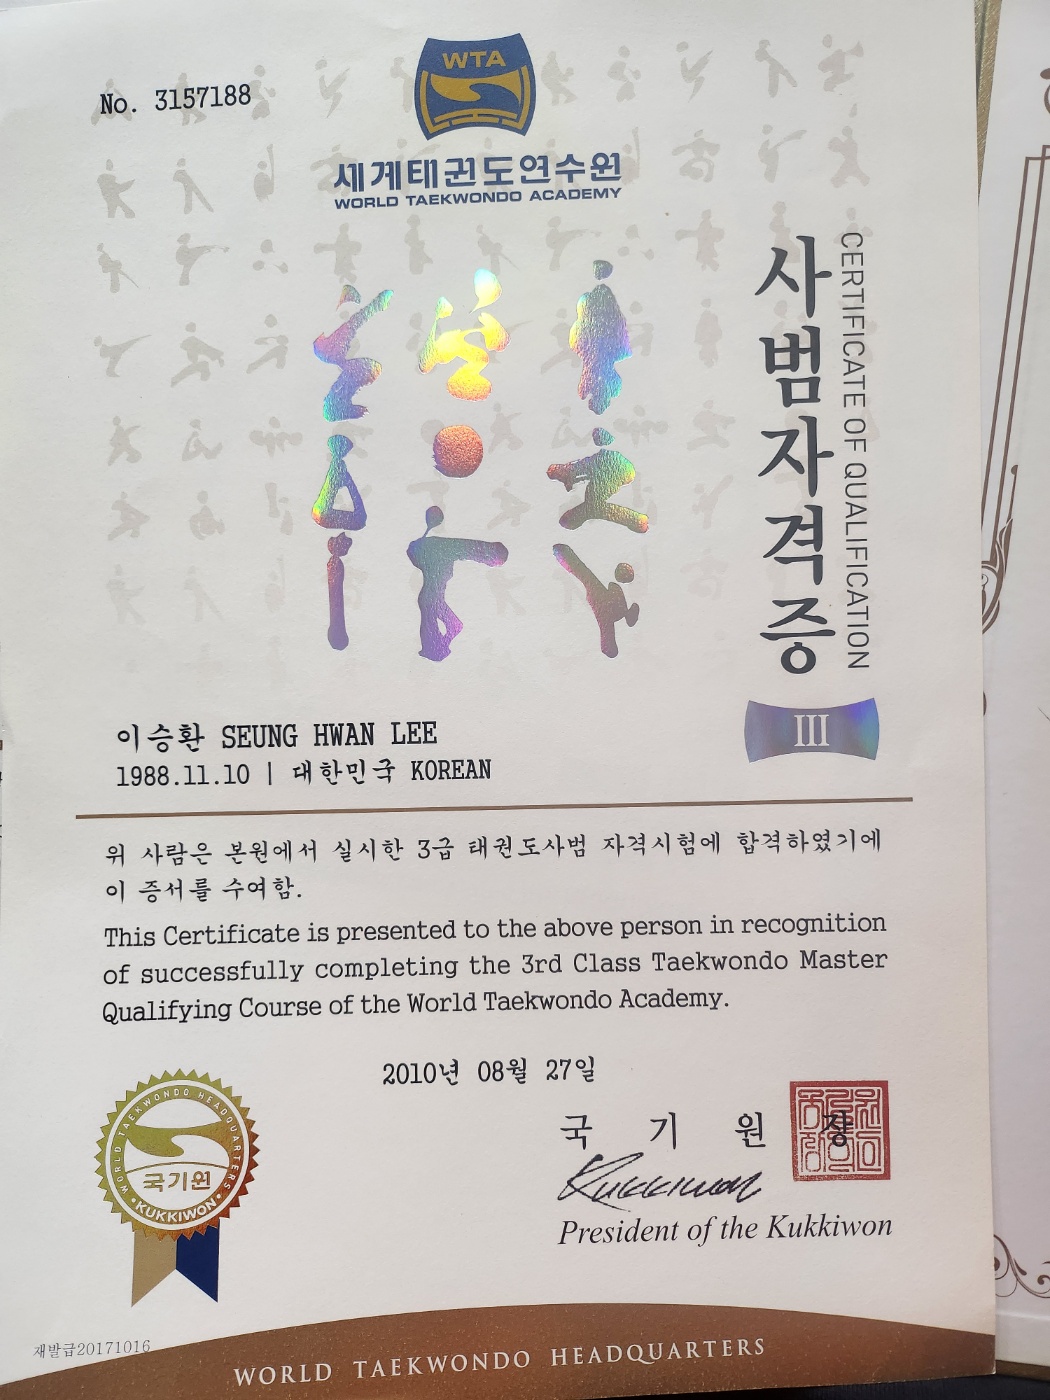 No. 3157188
WTA
세계태권도연수원
WORLD TAEKWONDO ACADEMY
사범자격증
CERTIFICATE OF QUALIFICATION
III
이승환 SEUNG HWAN LEE
1988.11.10 | 대한민국 KOREAN
위 사람은 본원에서 실시한 3급 태권도사범 자격시험에 합격하였기에
이 증서를 수여함.
This Certificate is presented to the above person in recognition
of successfully completing the 3rd Class Taekwondo Master
Qualifying Course of the World Taekwondo Academy.
2010년 08월 27일
국 기 원 장
Kukkiwon
President of the Kukkiwon
WORLD TAEKWONDO HEADQUARTERS
국기원
KUKKIWON
재발급20171016
WORLD TAEKWONDO HEADQUARTERS